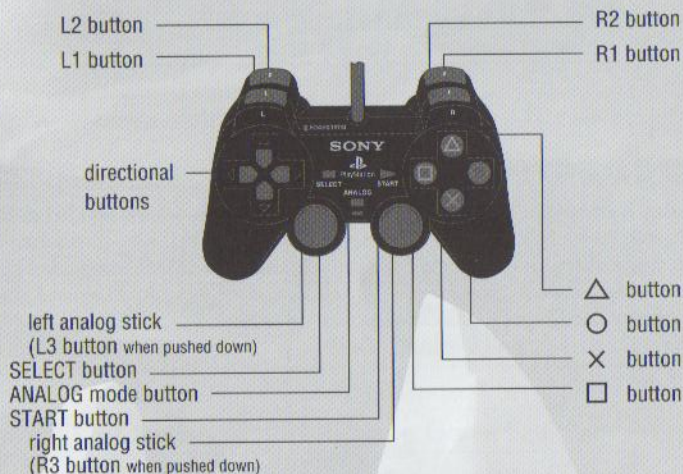 L2 button
L1 button
R2 button
R1 button
SONY
PlayStation
SELECT
START
ANALOG
directional
buttons
left analog stick
(L3 button when pushed down)
SELECT button
ANALOG mode button
START button
right analog stick
(R3 button when pushed down)
△ button
○ button
× button
□ button